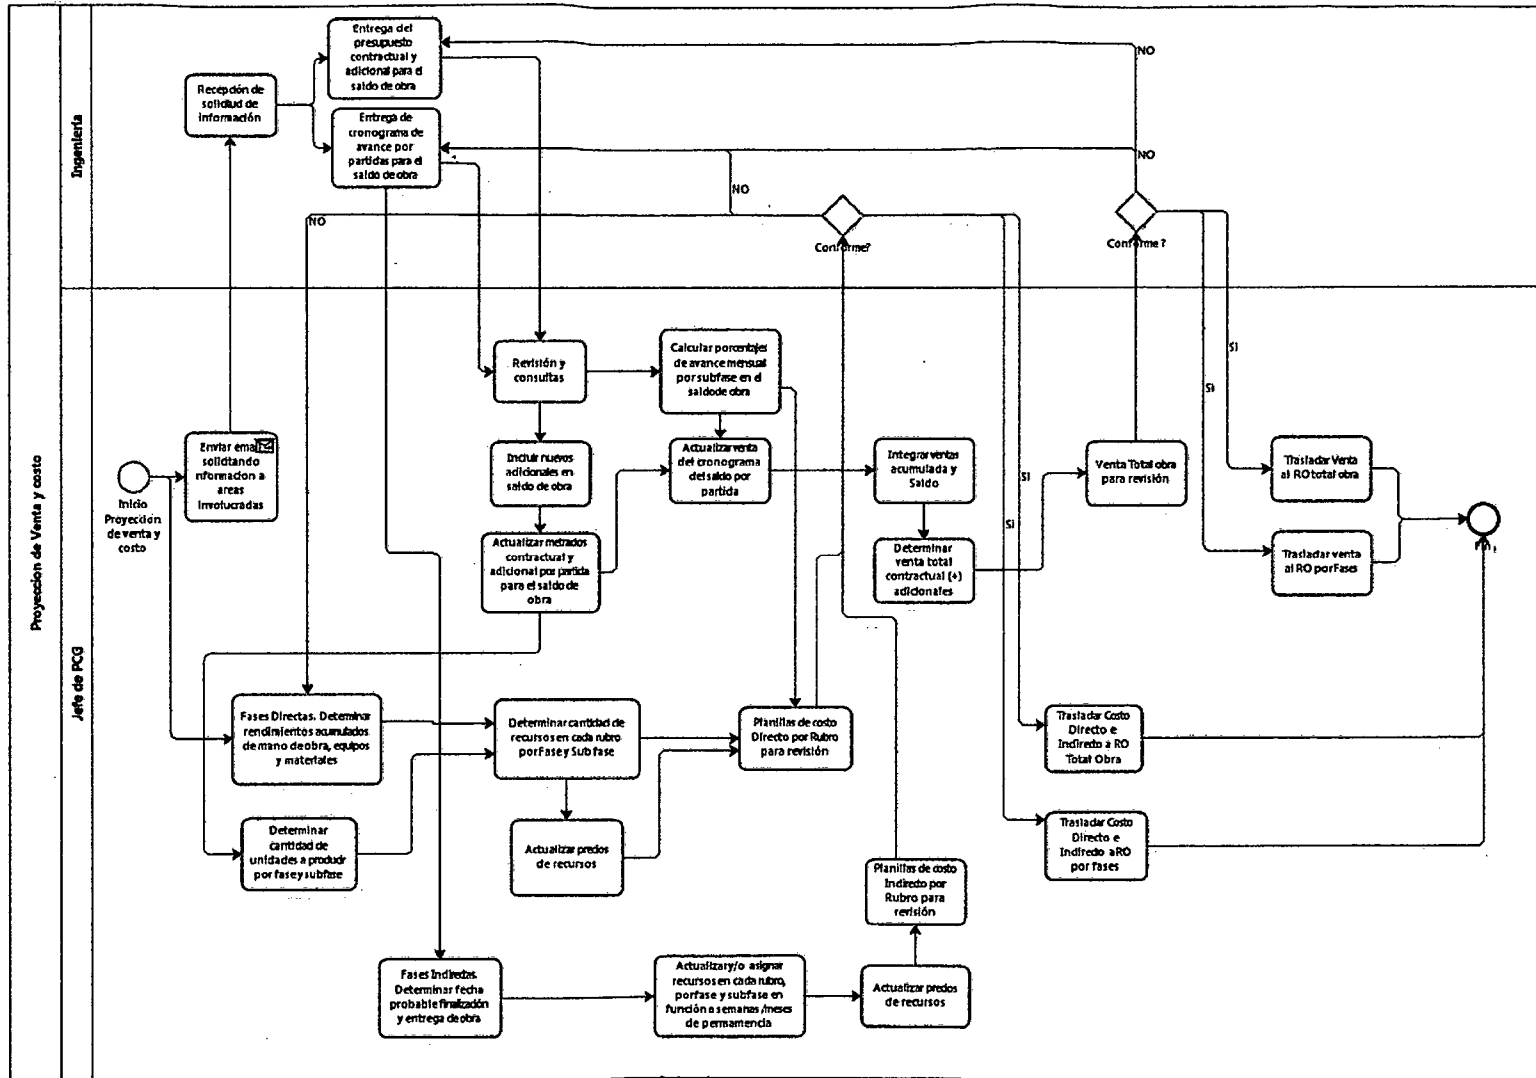 Proyeccion de Venta y costo
Ingeniería
Jefe de PCG
Entrega del
presupuesto
contractual y
adicional para el
saldo de obra
Recepción de
solicitud de
información
Entrega de
cronograma de
avance por
partidas para el
saldo de obra
NO
NO
NO
NO
Conforme?
Conforme ?
Revisión y
consultas
Calcular porcentajes
de avance mensual
por subfase en el
saldo de obra
SI
SI
Enviar email
solicitando
nformacion a
areas
involucradas
Inicio
Proyección
de venta y
costo
Incluir nuevos
adicionales en
saldo de obra
Actualizar venta
del cronograma
del saldo por
partida
Integrar ventas
acumulada y
Saldo
SI
SI
Venta Total obra
para revisión
Trasladar Venta
al RO total obra
Actualizar metrados
contractual y
adicional por partida
para el saldo de
obra
Determinar
venta total
contractual (+)
adicionales
Trasladar venta
al RO por Fases
Fases Directas. Determinar
rendimientos acumulados
de mano de obra, equipos
y materiales
Determinar cantidad de
recursos en cada rubro
por Fase y Sub fase
Planillas de costo
Directo por Rubro
para revisión
Trasladar Costo
Directo e
Indirecto a RO
Total Obra
Determinar
cantidad de
unidades a producir
por fase y subfase
Actualizar precios
de recursos
Trasladar Costo
Directo e
Indirecto a RO
por fases
Planillas de costo
Indirecto por
Rubro para
revisión
Fases Indirectas.
Determinar fecha
probable finalización
y entrega de obra
Actualizar y/o asignar
recursos en cada rubro,
por fase y subfase en
función a semanas /meses
de permamencia
Actualizar precios
de recursos